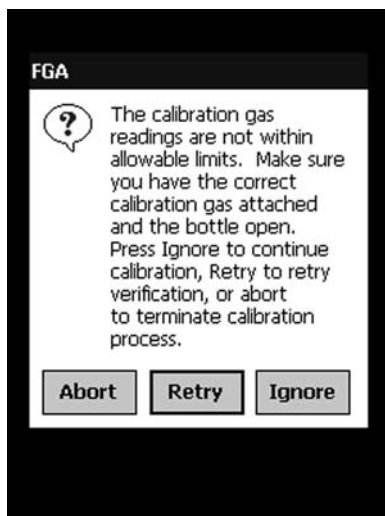 FGA
?
The calibration gas
readings are not within
allowable limits. Make sure
you have the correct
calibration gas attached
and the bottle open.
Press Ignore to continue
calibration, Retry to retry
verification, or abort
to terminate calibration
process.
Abort Retry Ignore